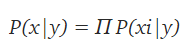 P(x|y) = Π P(xi|y)